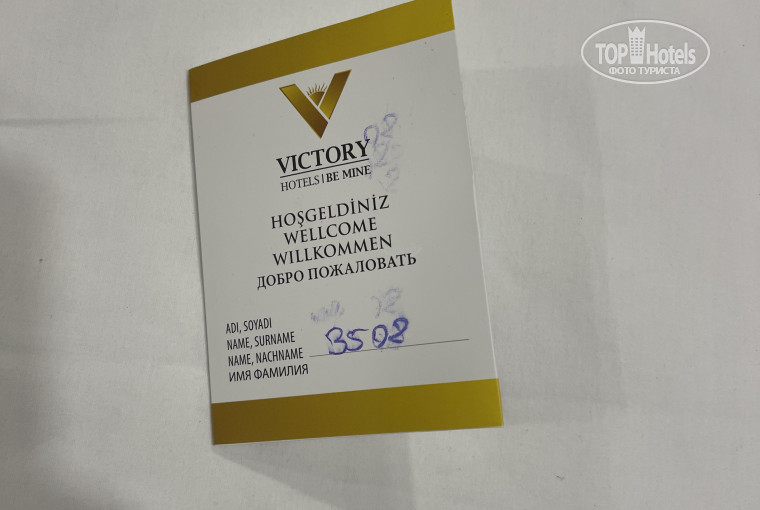 TOP Hotels
ФОТО ТУРИСТА
VICTORY
HOTELS | BE MINE
HOŞGELDİNİZ
WELLCOME
WILLKOMMEN
ДОБРО ПОЖАЛОВАТЬ
ADI, SOYADI
NAME, SURNAME
NAME, NACHNAME
ИМЯ ФАМИЛИЯ
3508